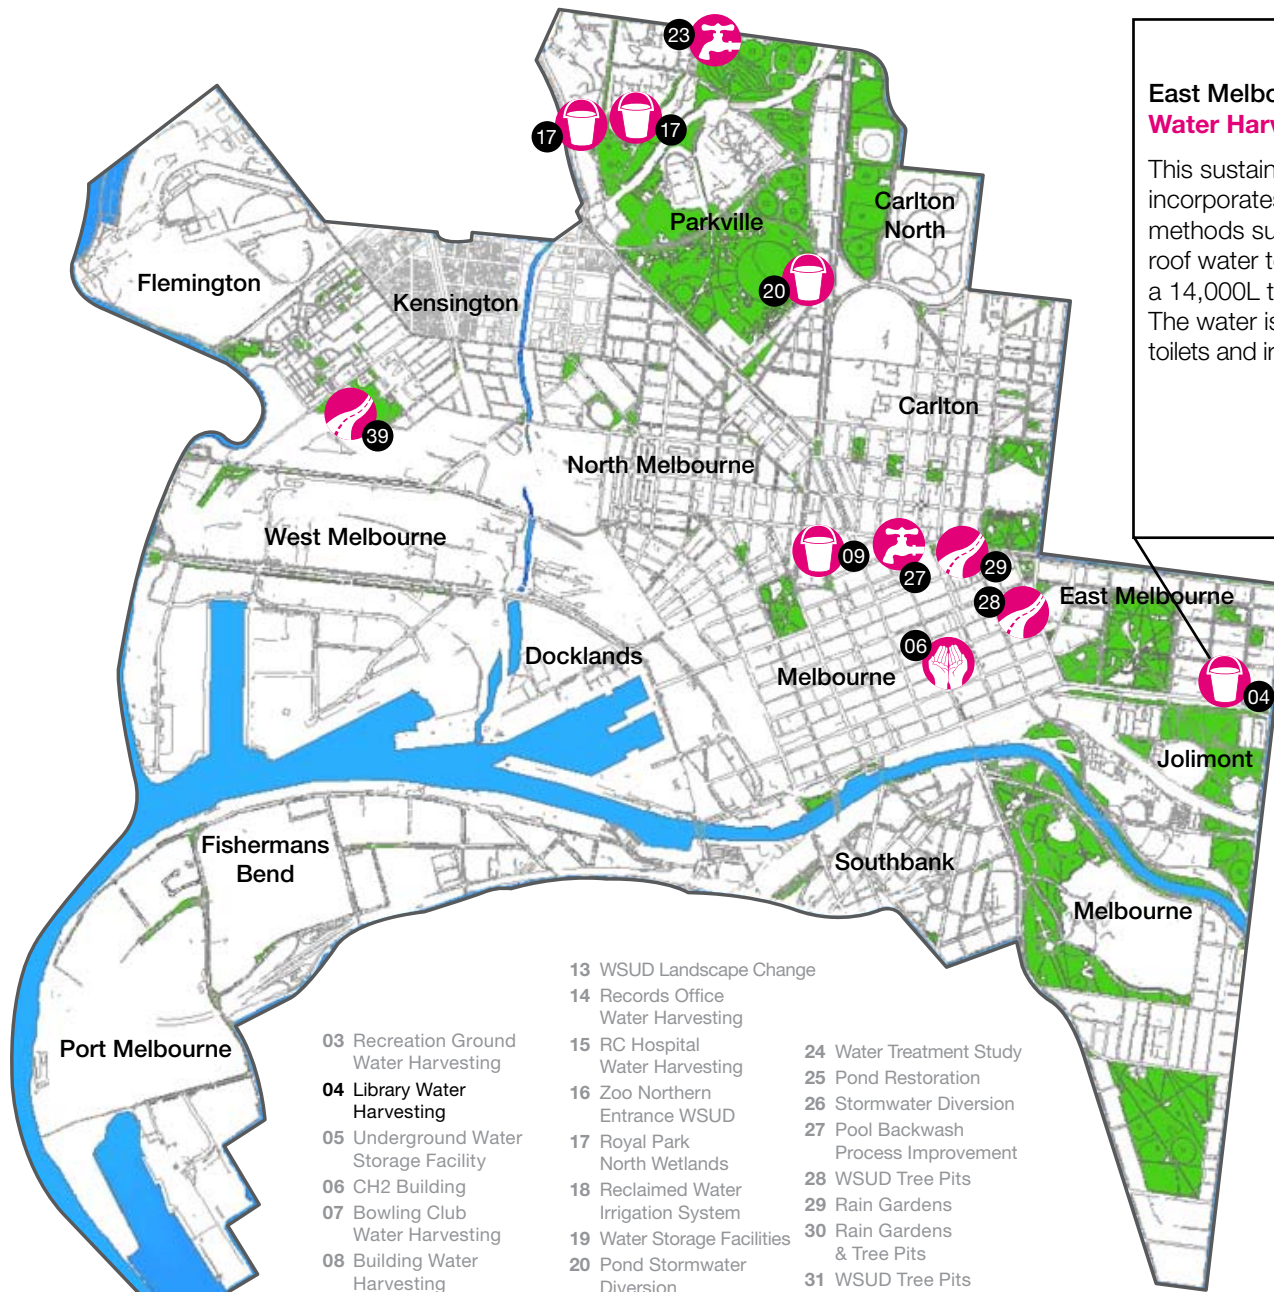 23
17
17
Parkville
Carlton
North
Flemington
20
Kensington
Carlton
39
North Melbourne
West Melbourne
09
27
29
28
East Melbourne
06
Docklands
Melbourne
04
Jolimont
Fishermans
Bend
Southbank
Melbourne
Port Melbourne
East Melbo
Water Harv
This sustain
incorporates
methods su
roof water t
a 14,000L t
The water is
toilets and i
03 Recreation Ground
Water Harvesting
04 Library Water
Harvesting
05 Underground Water
Storage Facility
06 CH2 Building
07 Bowling Club
Water Harvesting
08 Building Water
Harvesting
13 WSUD Landscape Change
14 Records Office
Water Harvesting
15 RC Hospital
Water Harvesting
16 Zoo Northern
Entrance WSUD
17 Royal Park
North Wetlands
18 Reclaimed Water
Irrigation System
19 Water Storage Facilities
20 Pond Stormwater
Diversion
24 Water Treatment Study
25 Pond Restoration
26 Stormwater Diversion
27 Pool Backwash
Process Improvement
28 WSUD Tree Pits
29 Rain Gardens
30 Rain Gardens
& Tree Pits
31 WSUD Tree Pits